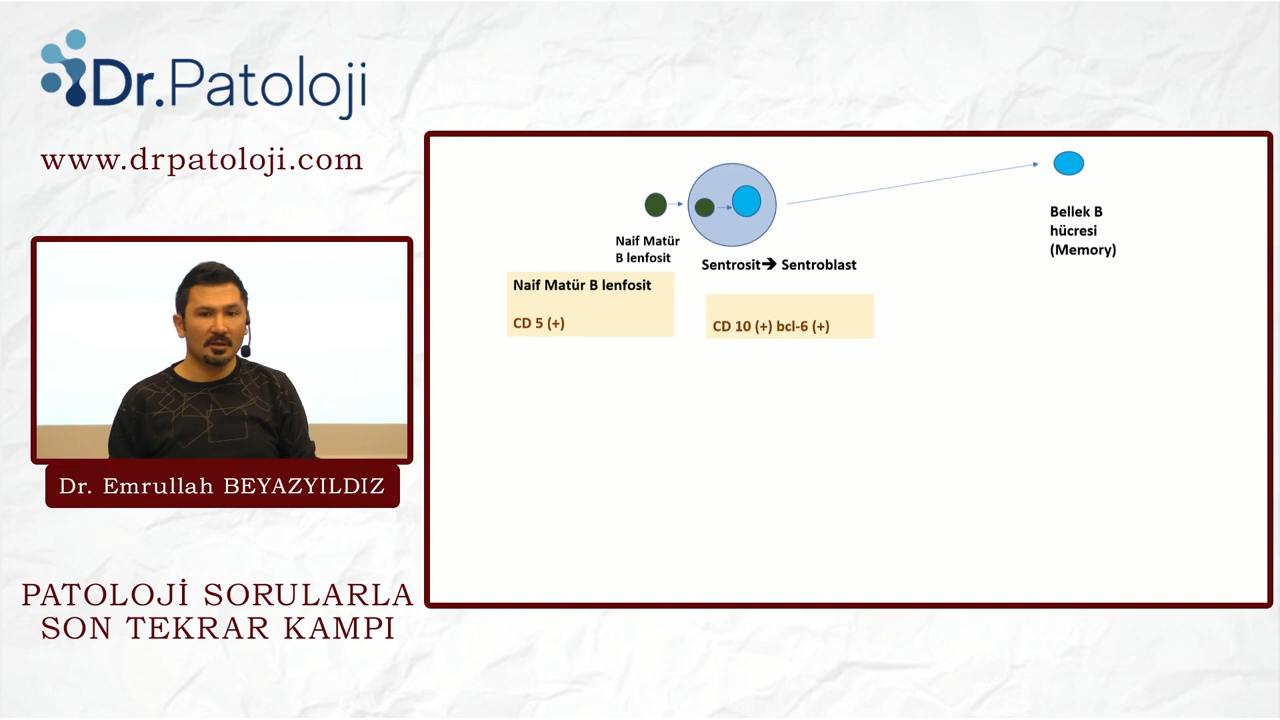 Dr.Patoloji
www.drpatoloji.com
Dr. Emrullah BEYAZYILDIZ
PATOLOJİ SORULARLA
SON TEKRAR KAMPI
Naif Matür
B lenfosit
Sentrosit➔ Sentroblast
Bellek B
hücresi
(Memory)
Naif Matür B lenfosit
CD 5 (+)
CD 10 (+) bcl-6 (+)